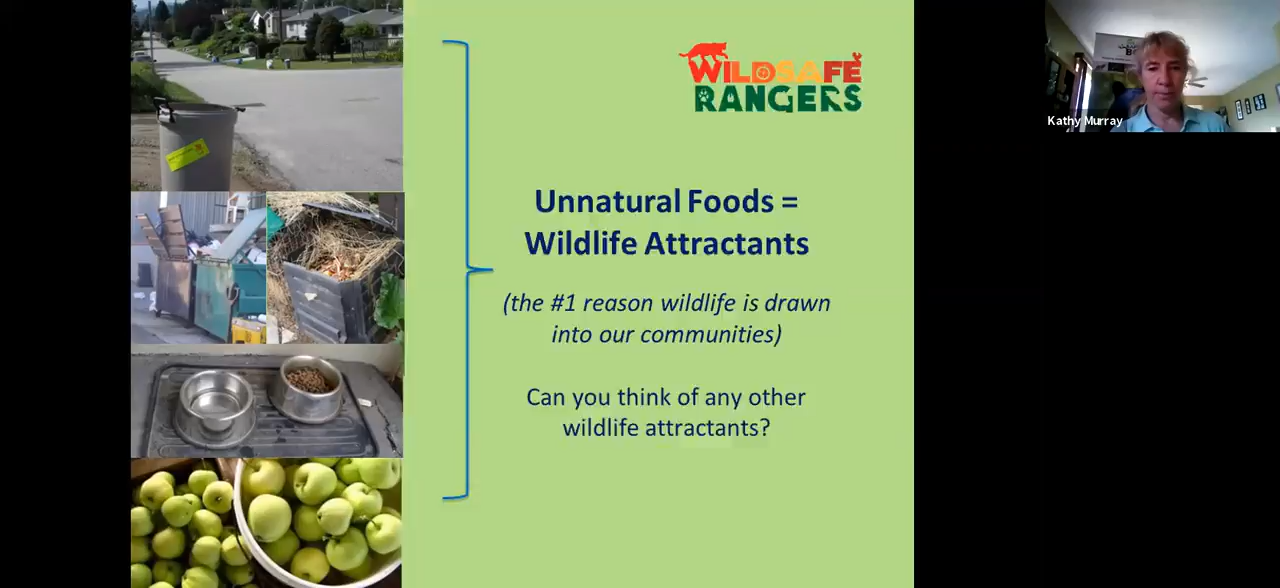 WILDSAFE
RANGERS
Kathy Murray
Unnatural Foods =
Wildlife Attractants
(the #1 reason wildlife is drawn
into our communities)
Can you think of any other
wildlife attractants?